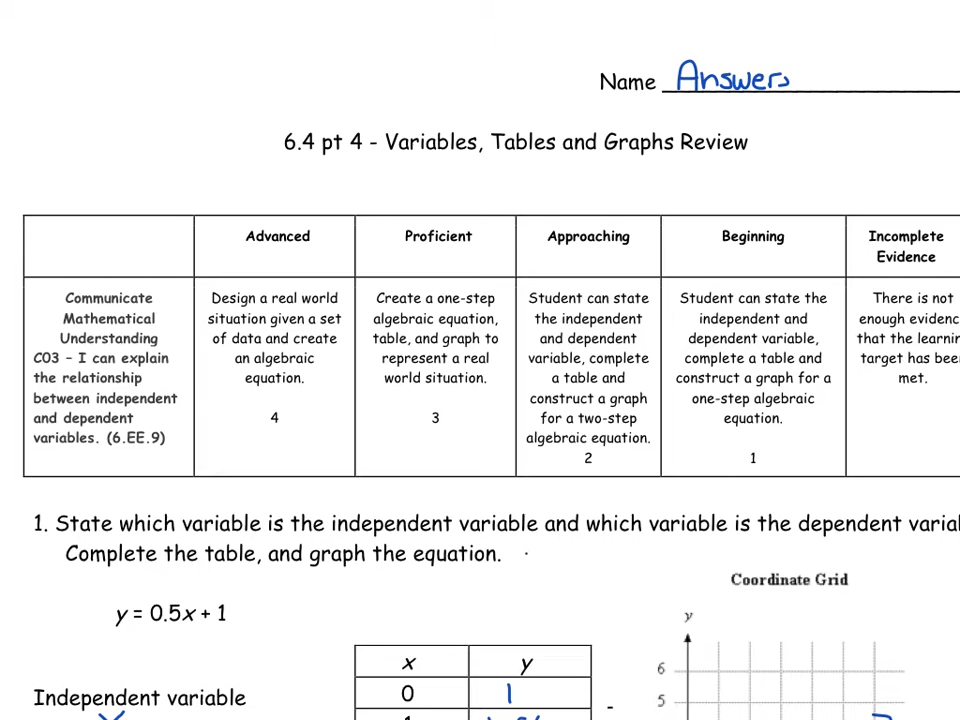 Name Answers
6.4 pt 4 - Variables, Tables and Graphs Review
Advanced
Proficient
Approaching
Beginning
Incomplete
Evidence
Communicate
Mathematical
Understanding
CO3 – I can explain
the relationship
between independent
and dependent
variables. (6.EE.9)
Design a real world
situation given a set
of data and create
an algebraic
equation.
4
Create a one-step
algebraic equation,
table, and graph to
represent a real
world situation.
3
Student can state
the independent
and dependent
variable, complete
a table and
construct a graph
for a two-step
algebraic equation.
2
Student can state the
independent and
dependent variable,
complete a table and
construct a graph for a
one-step algebraic
equation.
1
There is not
enough evidenc
that the learnin
target has bee
met.
1. State which variable is the independent variable and which variable is the dependent varia
Complete the table, and graph the equation.
Coordinate Grid
y = 0.5x + 1
y
x y
6
Independent variable
0 1
5